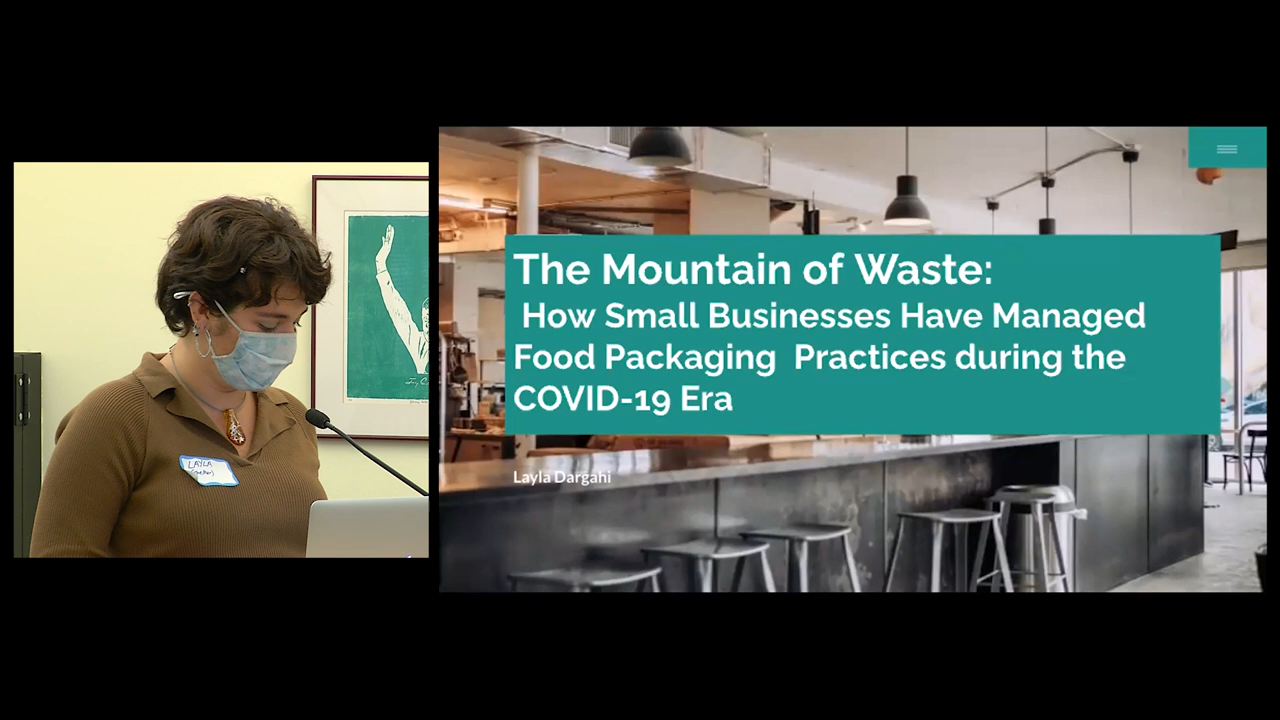 LAYLA
The Mountain of Waste:
How Small Businesses Have Managed
Food Packaging Practices during the
COVID-19 Era
Layla Dargahi